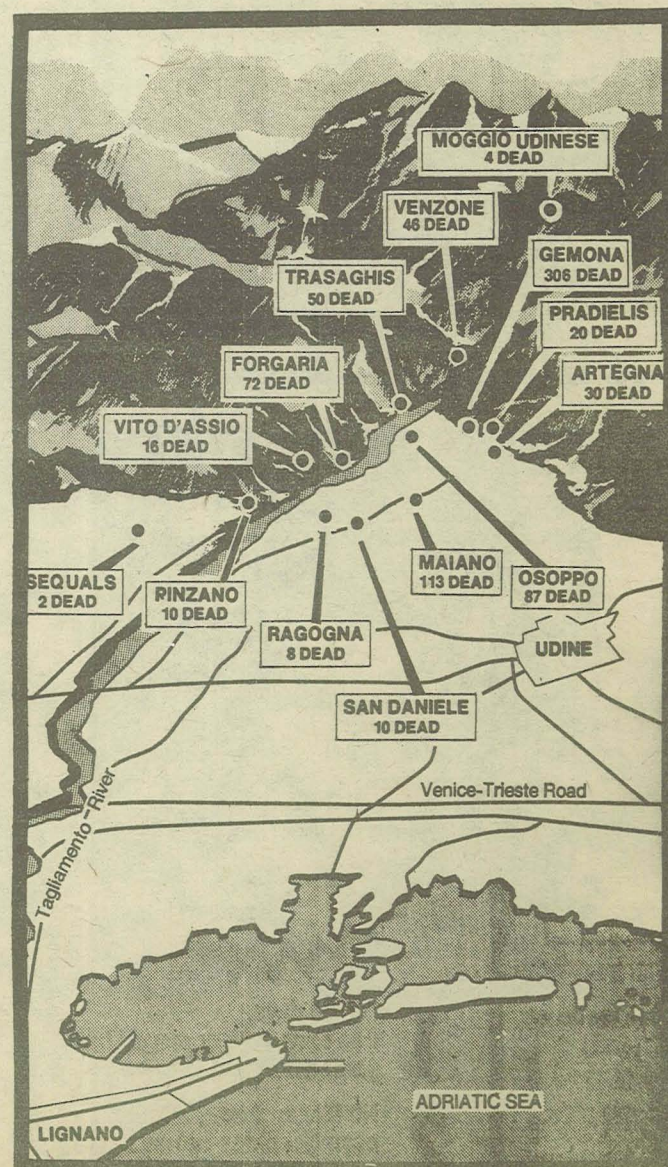 MOGGIO UDINESE
4 DEAD
VENZONE
46 DEAD
GEMONA
306 DEAD
TRASAGHIS
50 DEAD
PRADIELIS
20 DEAD
FORGARIA
72 DEAD
ARTEGNA
30 DEAD
VITO D'ASSIO
16 DEAD
SEQUALS
2 DEAD
PINZANO
10 DEAD
MAIANO
113 DEAD
OSOPPO
87 DEAD
RAGOGNA
8 DEAD
UDINE
SAN DANIELE
10 DEAD
Venice-Trieste Road
Tagliamento River
ADRIATIC SEA
LIGNANO